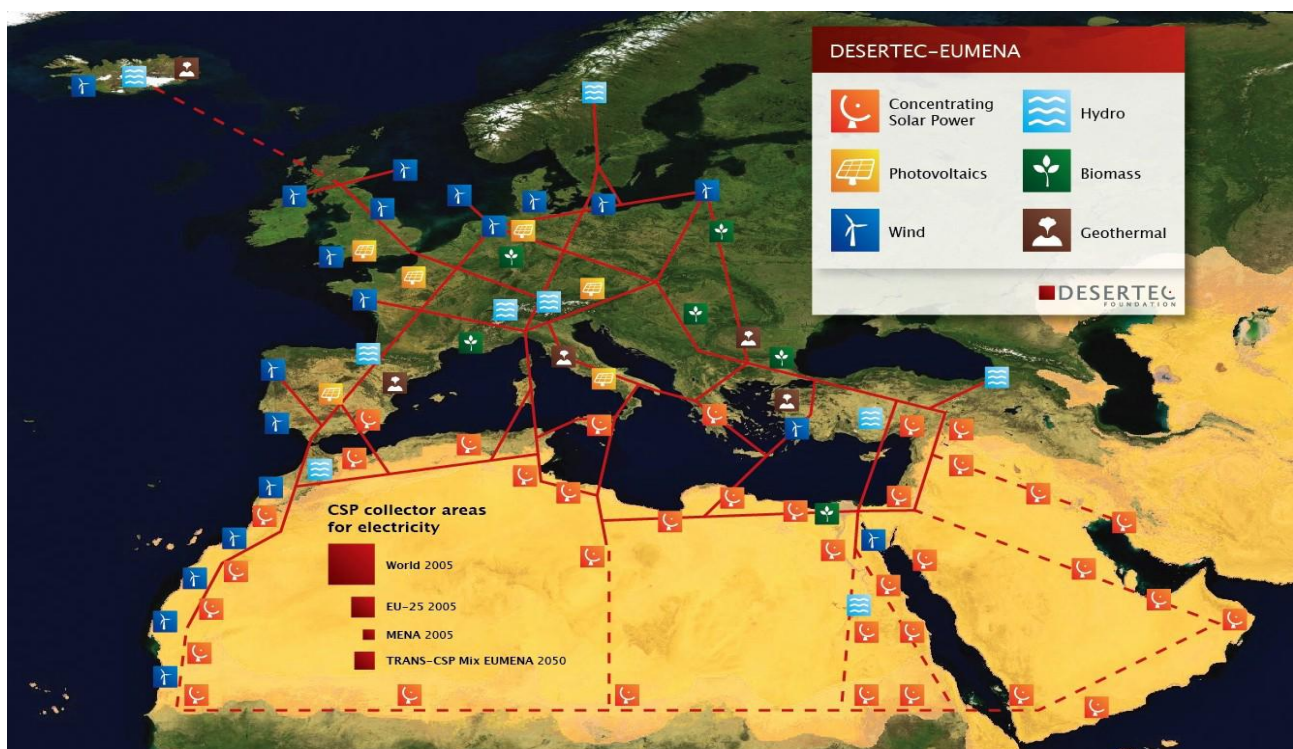 DESERTEC–EUMENA
Concentrating
Solar Power
Hydro
Photovoltaics
Biomass
Wind
Geothermal
DESERTEC
FOUNDATION
CSP collector areas
for electricity
World 2005
EU-25 2005
MENA 2005
TRANS-CSP Mix EUMENA 2050